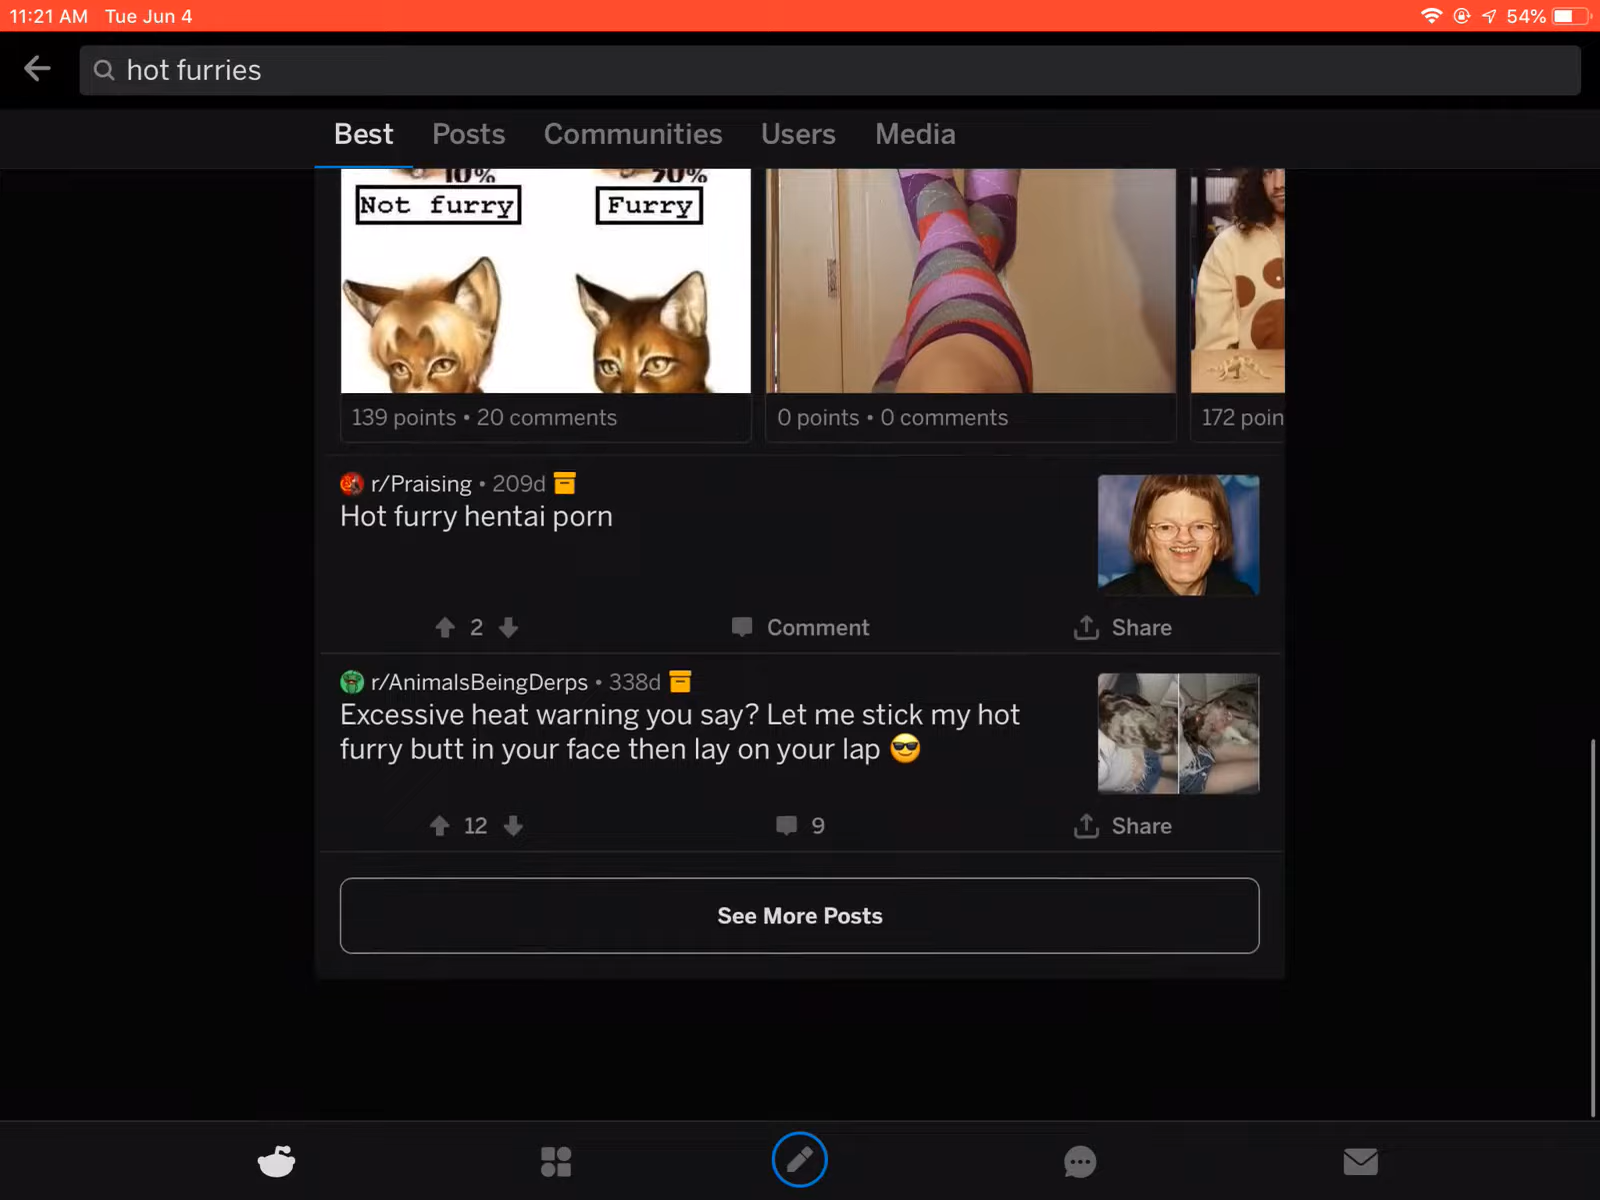 11:21 AM Tue Jun 4
54%
hot furries
Best Posts Communities Users Media
Not furry
Furry
139 points • 20 comments
0 points • 0 comments
172 poin
r/Praising • 209d
Hot furry hentai porn
2
Comment
Share
r/AnimalsBeingDerps • 338d
Excessive heat warning you say? Let me stick my hot
furry butt in your face then lay on your lap 😎
12
9
Share
See More Posts